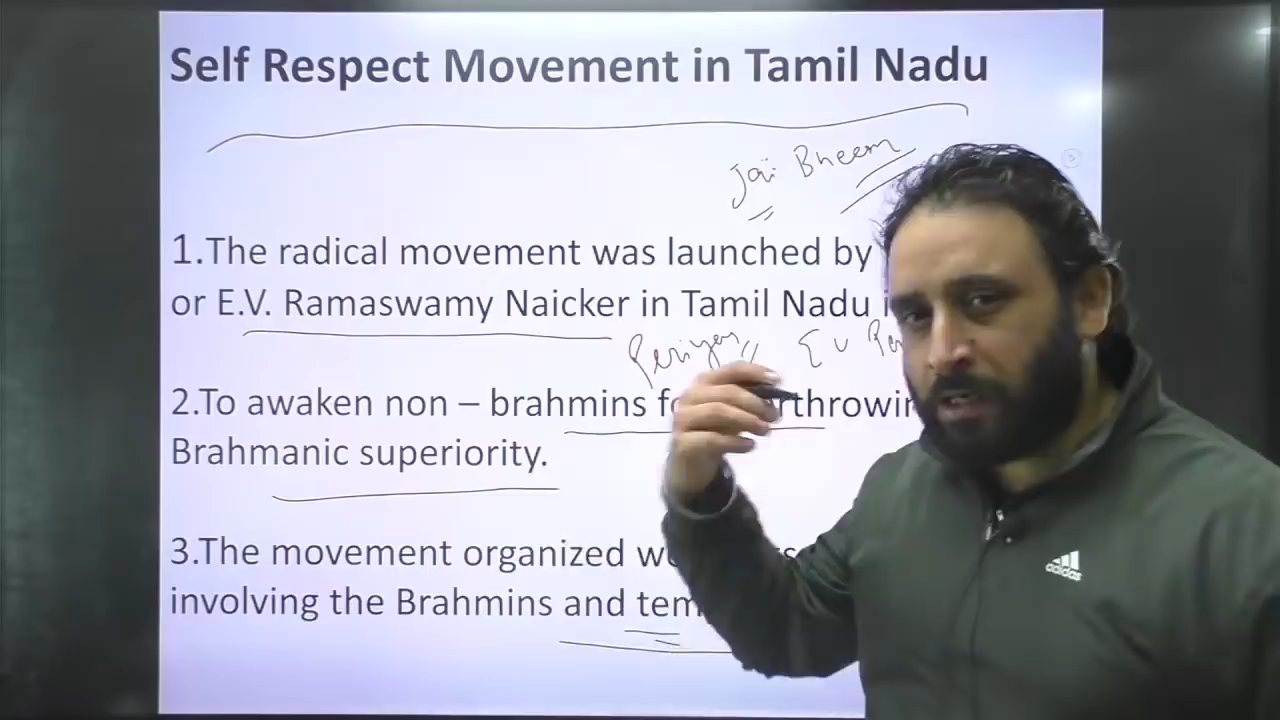 Self Respect Movement in Tamil Nadu
Jai Bheem
1.The radical movement was launched by
or E.V. Ramaswamy Naicker in Tamil Nadu
Periyar E V
2.To awaken non – brahmins
Brahmanic superiority.
3.The movement organized
involving the Brahmins and
adidas